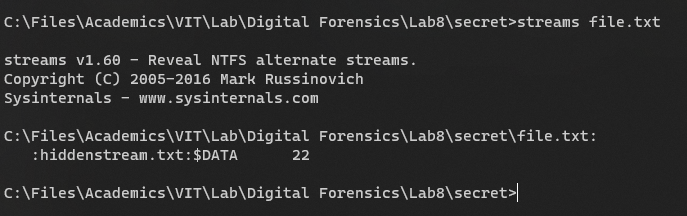 C:\Files\Academics\VIT\Lab\Digital Forensics\Lab8\secret>streams file.txt
streams v1.60 - Reveal NTFS alternate streams.
Copyright (C) 2005-2016 Mark Russinovich
Sysinternals - www.sysinternals.com
C:\Files\Academics\VIT\Lab\Digital Forensics\Lab8\secret\file.txt:
:hiddenstream.txt:$DATA 22
C:\Files\Academics\VIT\Lab\Digital Forensics\Lab8\secret>